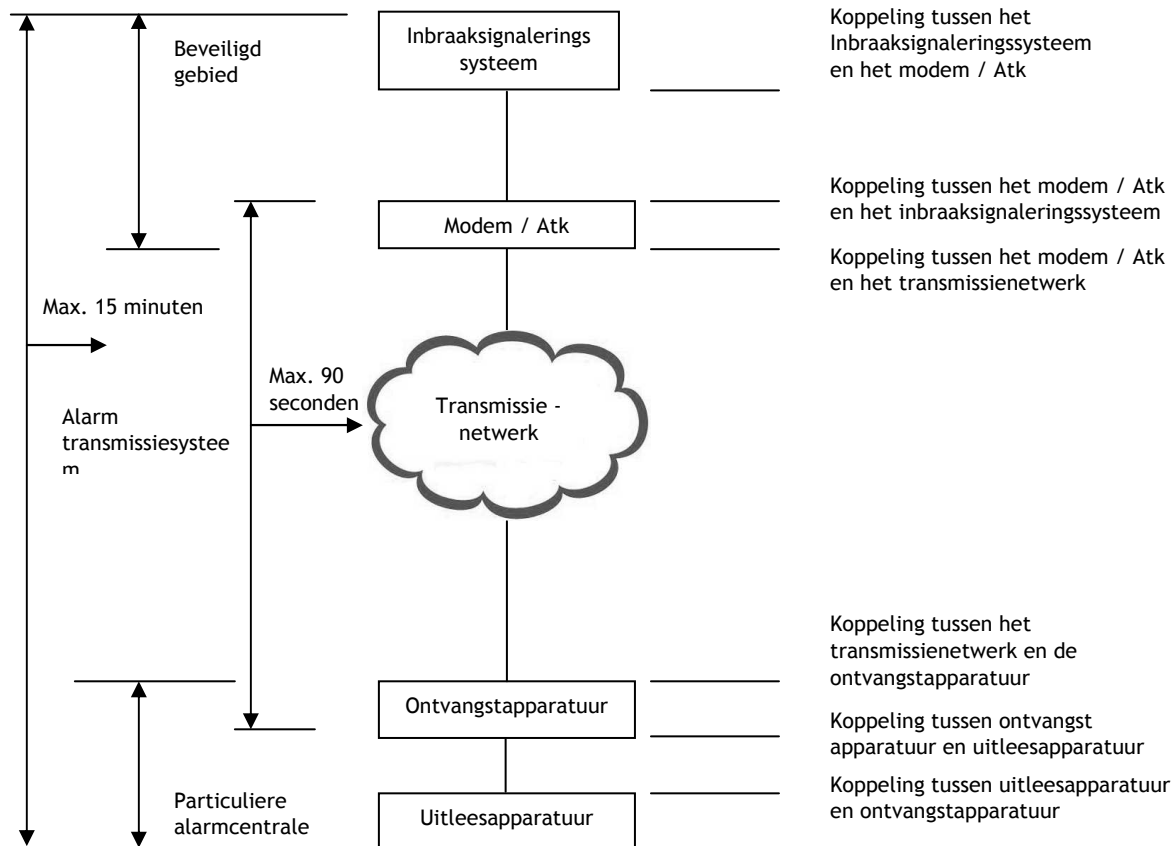 Beveiligd
gebied
Inbraaksignalerings
systeem
Koppeling tussen het
Inbraaksignaleringssysteem
en het modem / Atk
Modem / Atk
Koppeling tussen het modem / Atk
en het inbraaksignaleringssysteem
Koppeling tussen het modem / Atk
en het transmissienetwerk
Max. 15 minuten
Alarm
transmissiesystee
m
Max. 90
seconden
Transmissie -
netwerk
Koppeling tussen het
transmissienetwerk en de
ontvangstapparatuur
Ontvangstapparatuur
Koppeling tussen ontvangst
apparatuur en uitleesapparatuur
Particuliere
alarmcentrale
Uitleesapparatuur
Koppeling tussen uitleesapparatuur
en ontvangstapparatuur